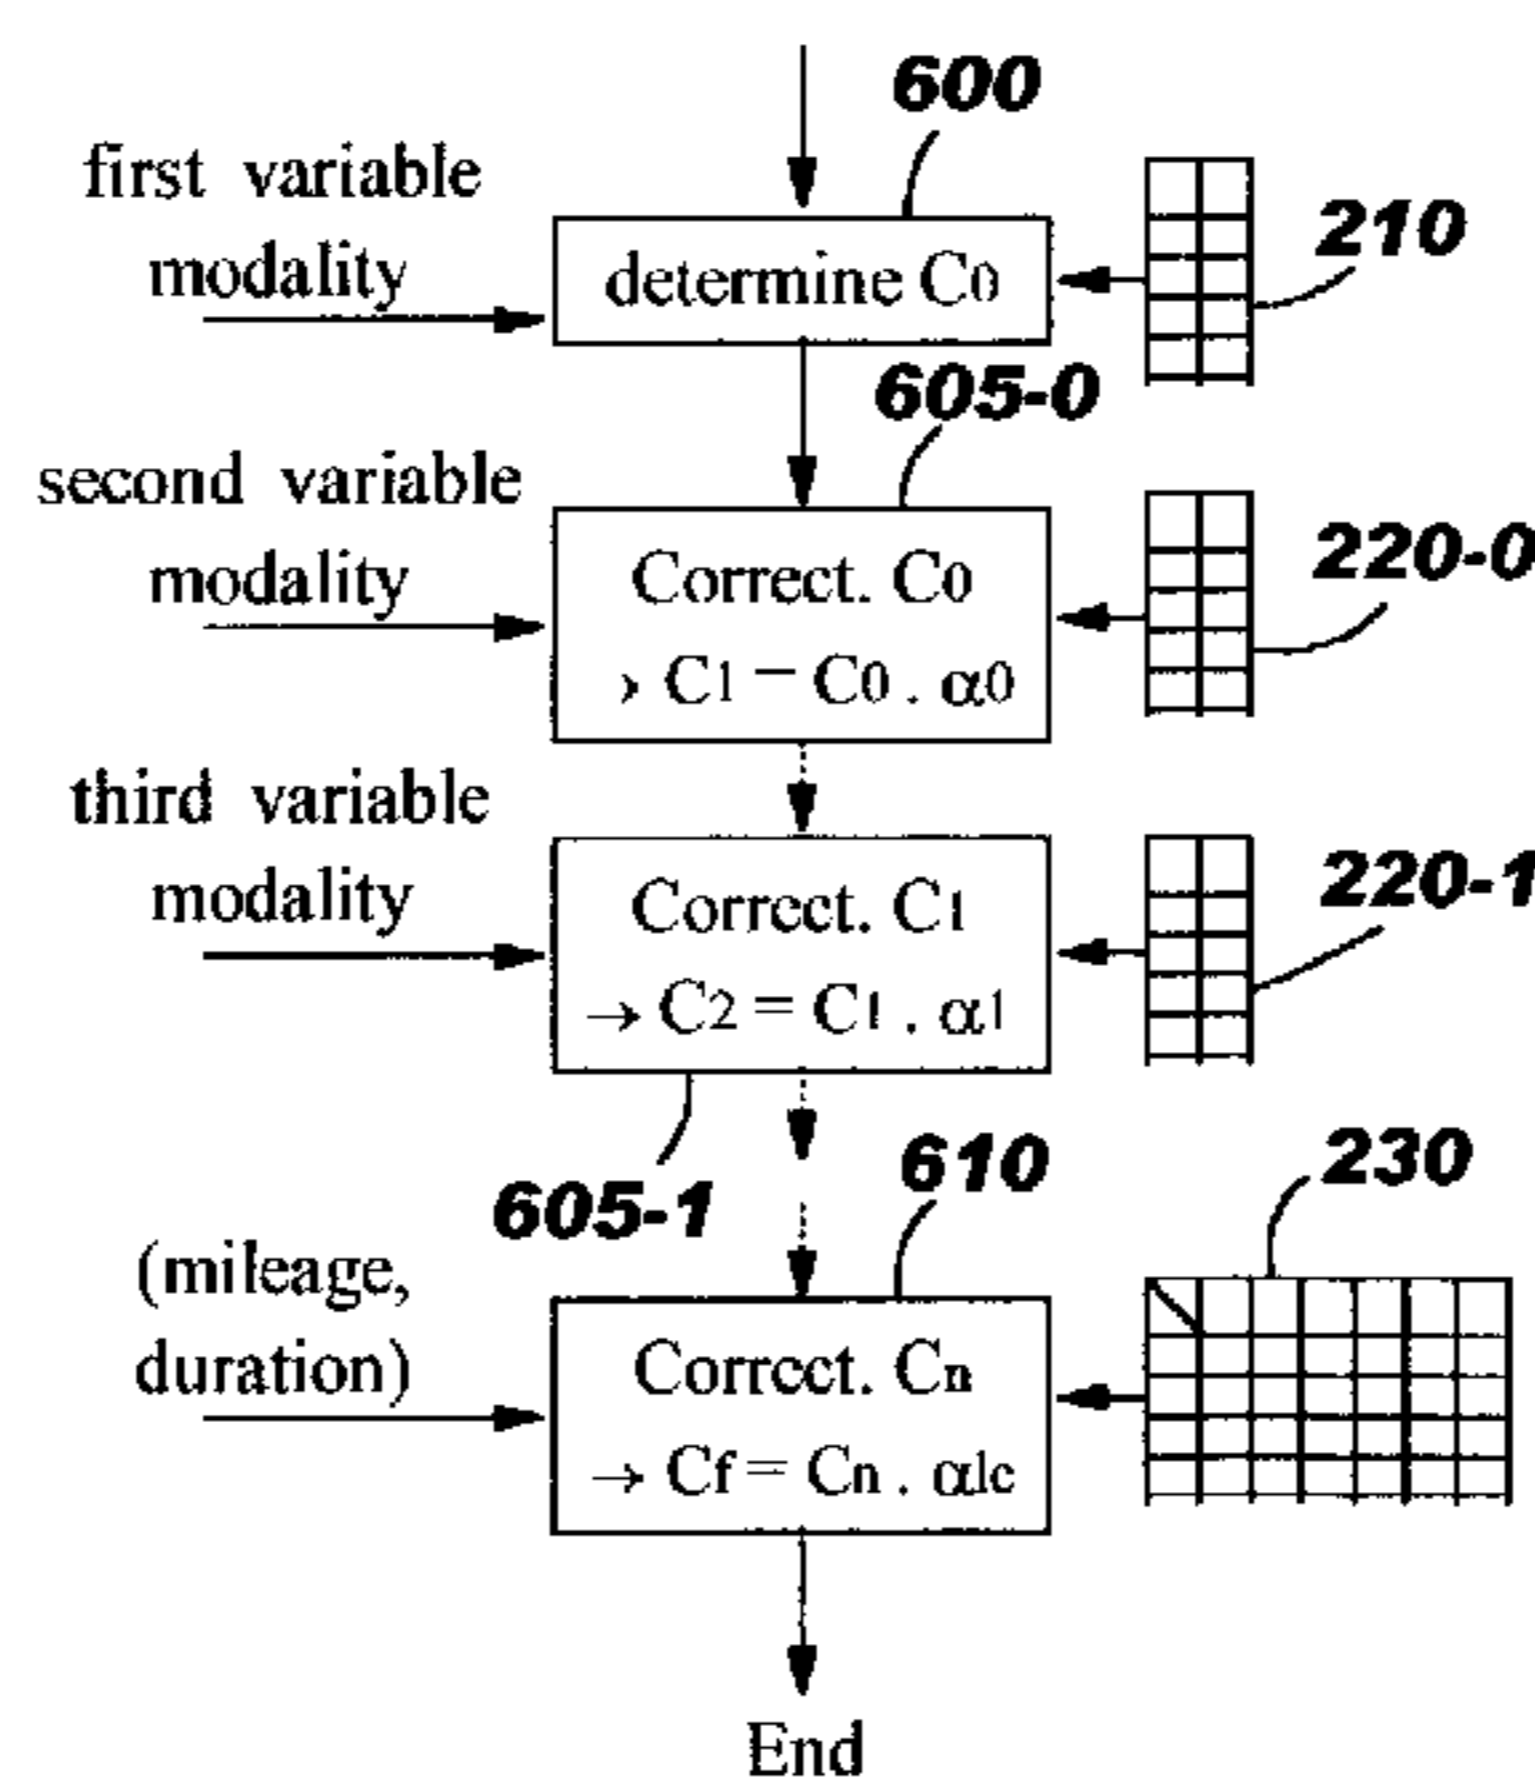 600
first variable
modality
determine C0
210
605-0
second variable
modality
Correct. C0
→ C1 = C0 . α0
220-0
third variable
modality
Correct. C1
→ C2 = C1 . α1
220-1
605-1
610
230
(mileage,
duration)
Correct. Cn
→ Cf = Cn . αlc
End